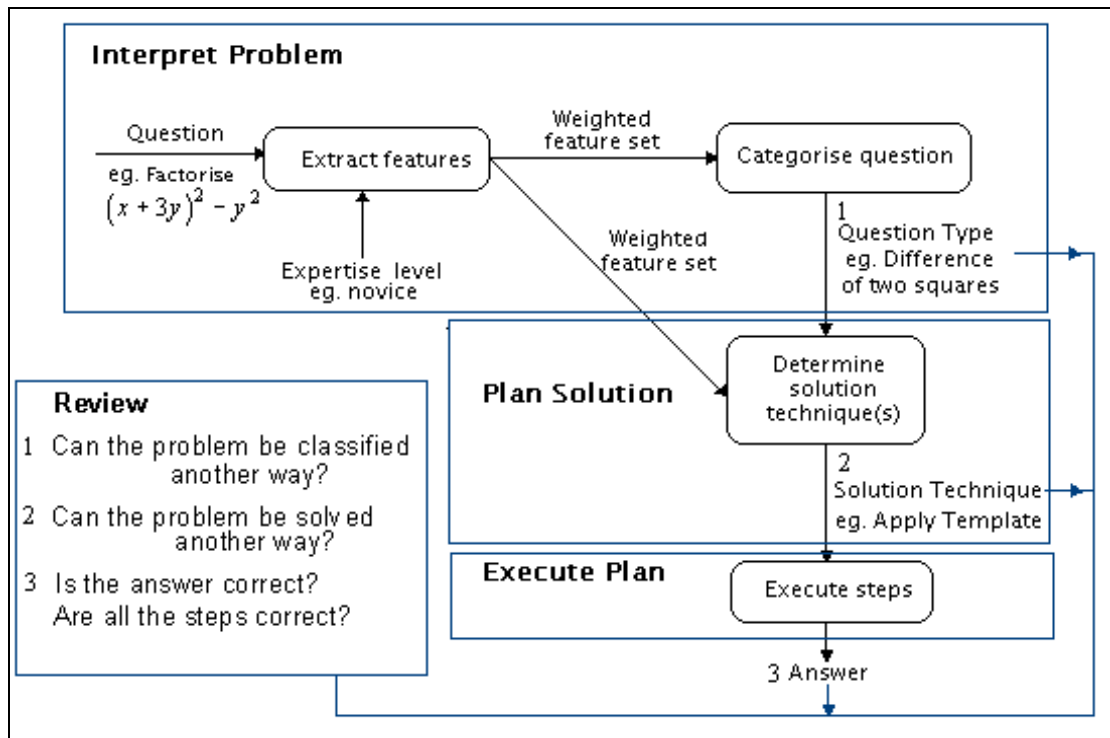 Interpret Problem
Question
eg. Factorise
(x + 3y)² − y²
Extract features
Expertise level
eg. novice
Weighted
feature set
Weighted
feature set
Categorise question
1
Question Type
eg. Difference
of two squares
Plan Solution
Determine
solution
technique(s)
2
Solution Technique
eg. Apply Template
Execute Plan
Execute steps
3 Answer
Review
1 Can the problem be classified
another way?
2 Can the problem be solved
another way?
3 Is the answer correct?
Are all the steps correct?